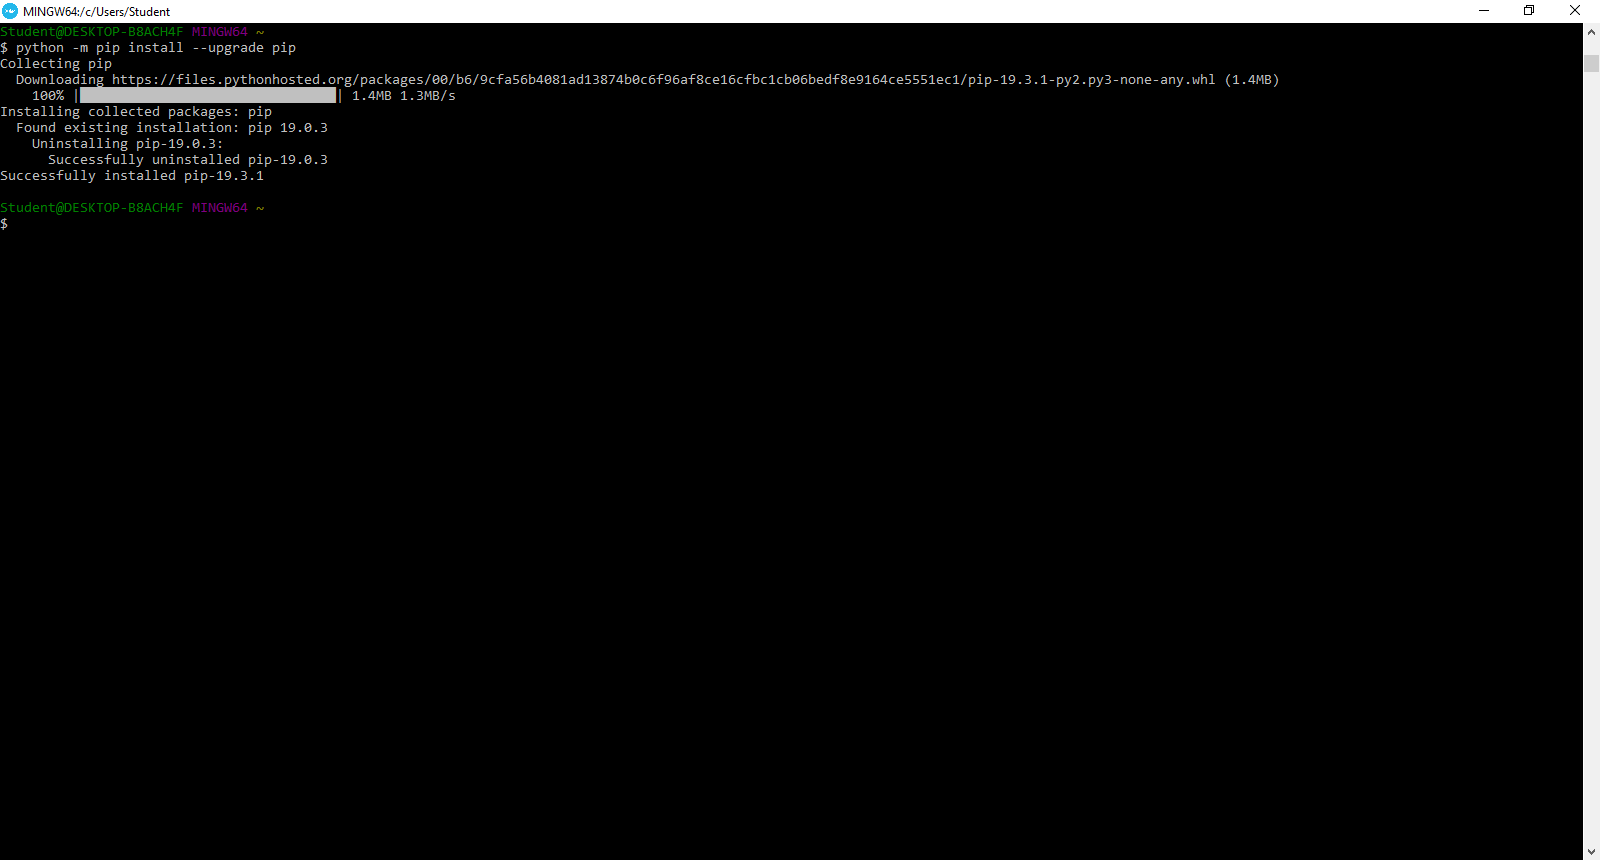 MINGW64:/c/Users/Student
Student@DESKTOP-B8ACH4F MINGW64 ~
$ python -m pip install --upgrade pip
Collecting pip
  Downloading https://files.pythonhosted.org/packages/00/b6/9cfa56b4081ad13874b0c6f96af8ce16cfbc1cb06bedf8e9164ce5551ec1/pip-19.3.1-py2.py3-none-any.whl (1.4MB)
    100% |████████████████████████████████| 1.4MB 1.3MB/s
Installing collected packages: pip
  Found existing installation: pip 19.0.3
    Uninstalling pip-19.0.3:
      Successfully uninstalled pip-19.0.3
Successfully installed pip-19.3.1
Student@DESKTOP-B8ACH4F MINGW64 ~
$